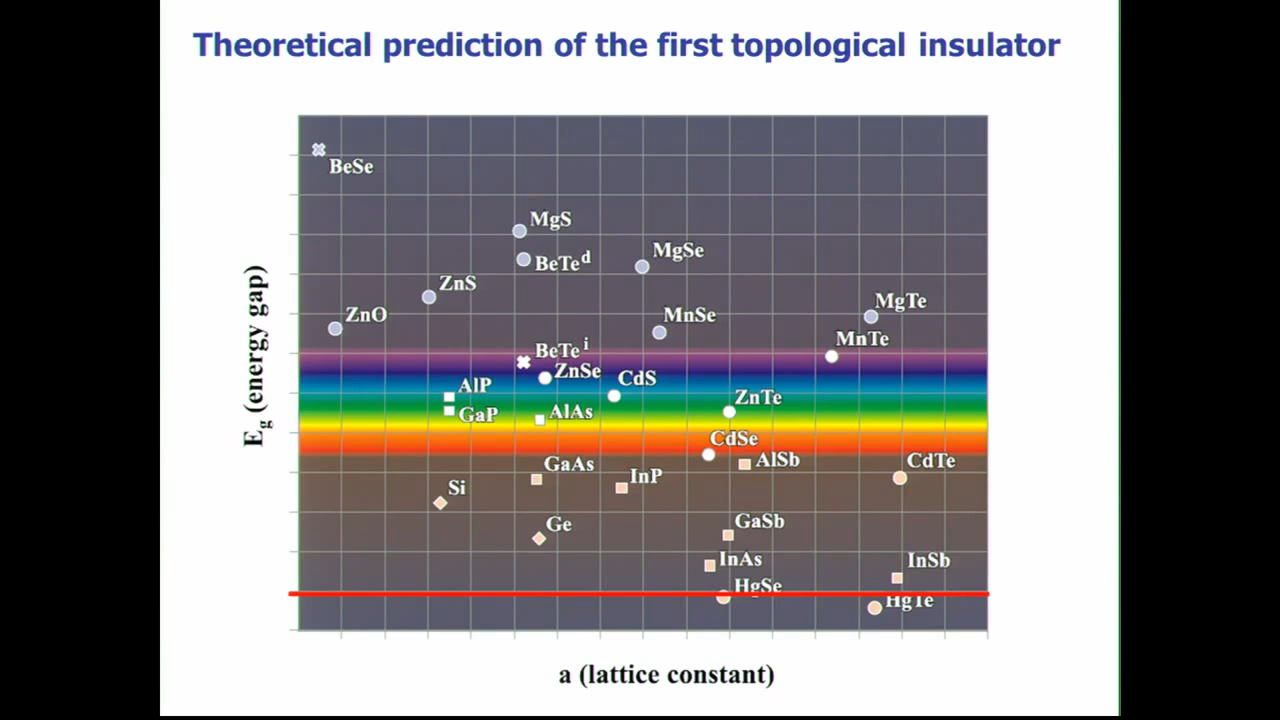 Theoretical prediction of the first topological insulator
BeSe
MgS
MgSe
BeTe^d
ZnS
MgTe
ZnO
MnSe
MnTe
BeTe^i
ZnSe
CdS
AlP
ZnTe
GaP
AlAs
CdSe
AlSb
CdTe
GaAs
InP
Si
GaSb
Ge
InAs
InSb
HgSe
HgTe
E_g (energy gap)
a (lattice constant)